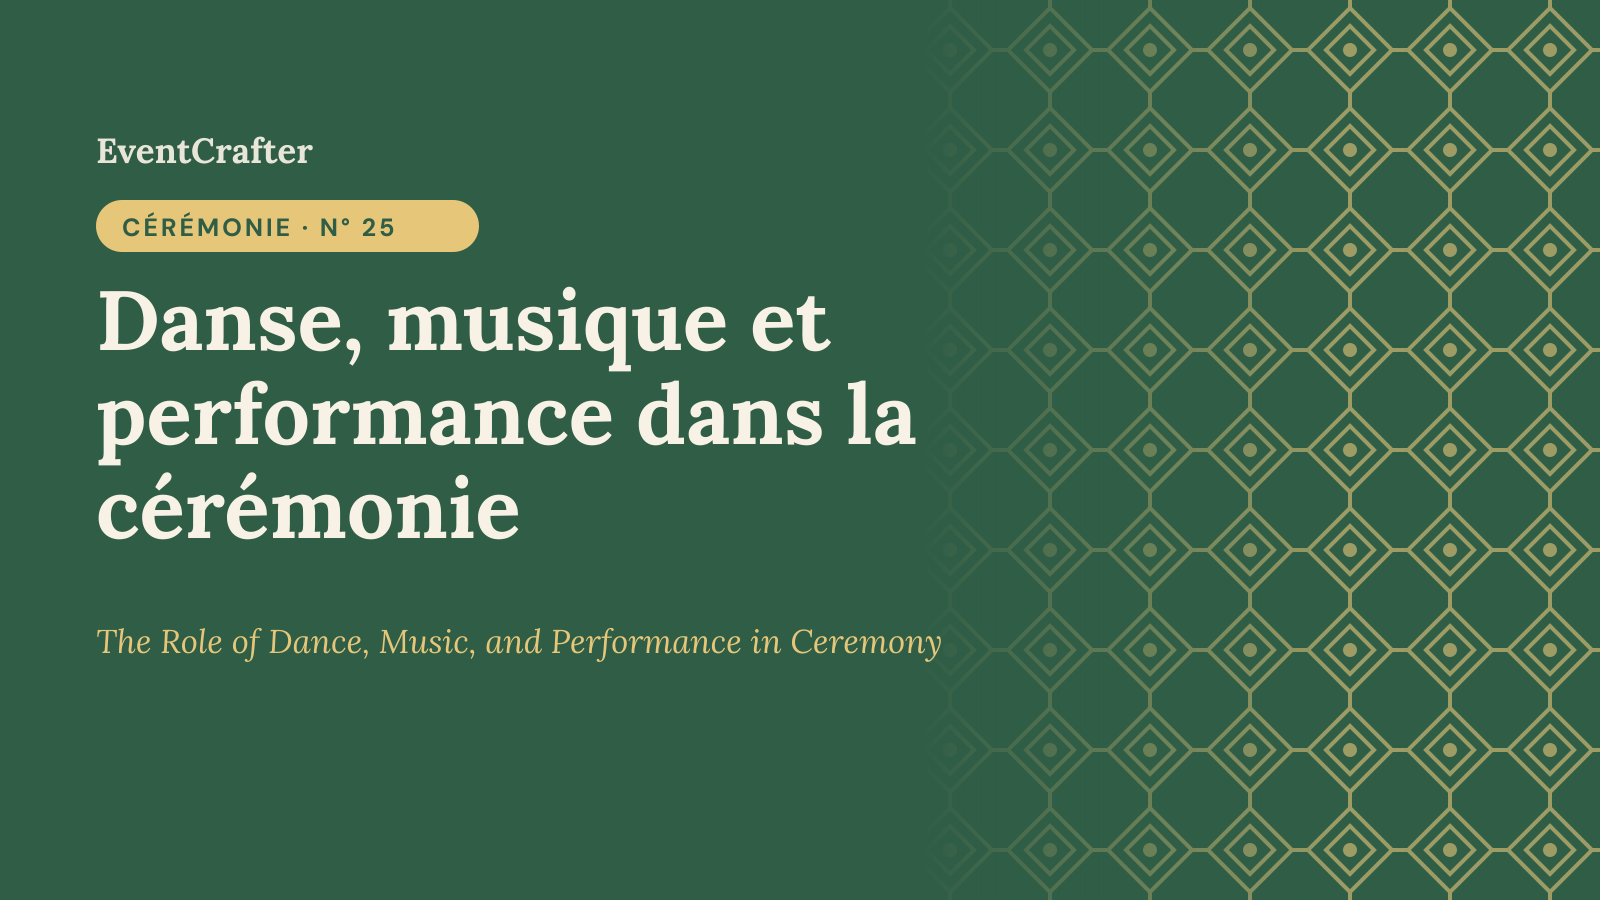 EventCrafter
CÉRÉMONIE · N° 25
Danse, musique et
performance dans la
cérémonie
The Role of Dance, Music, and Performance in Ceremony